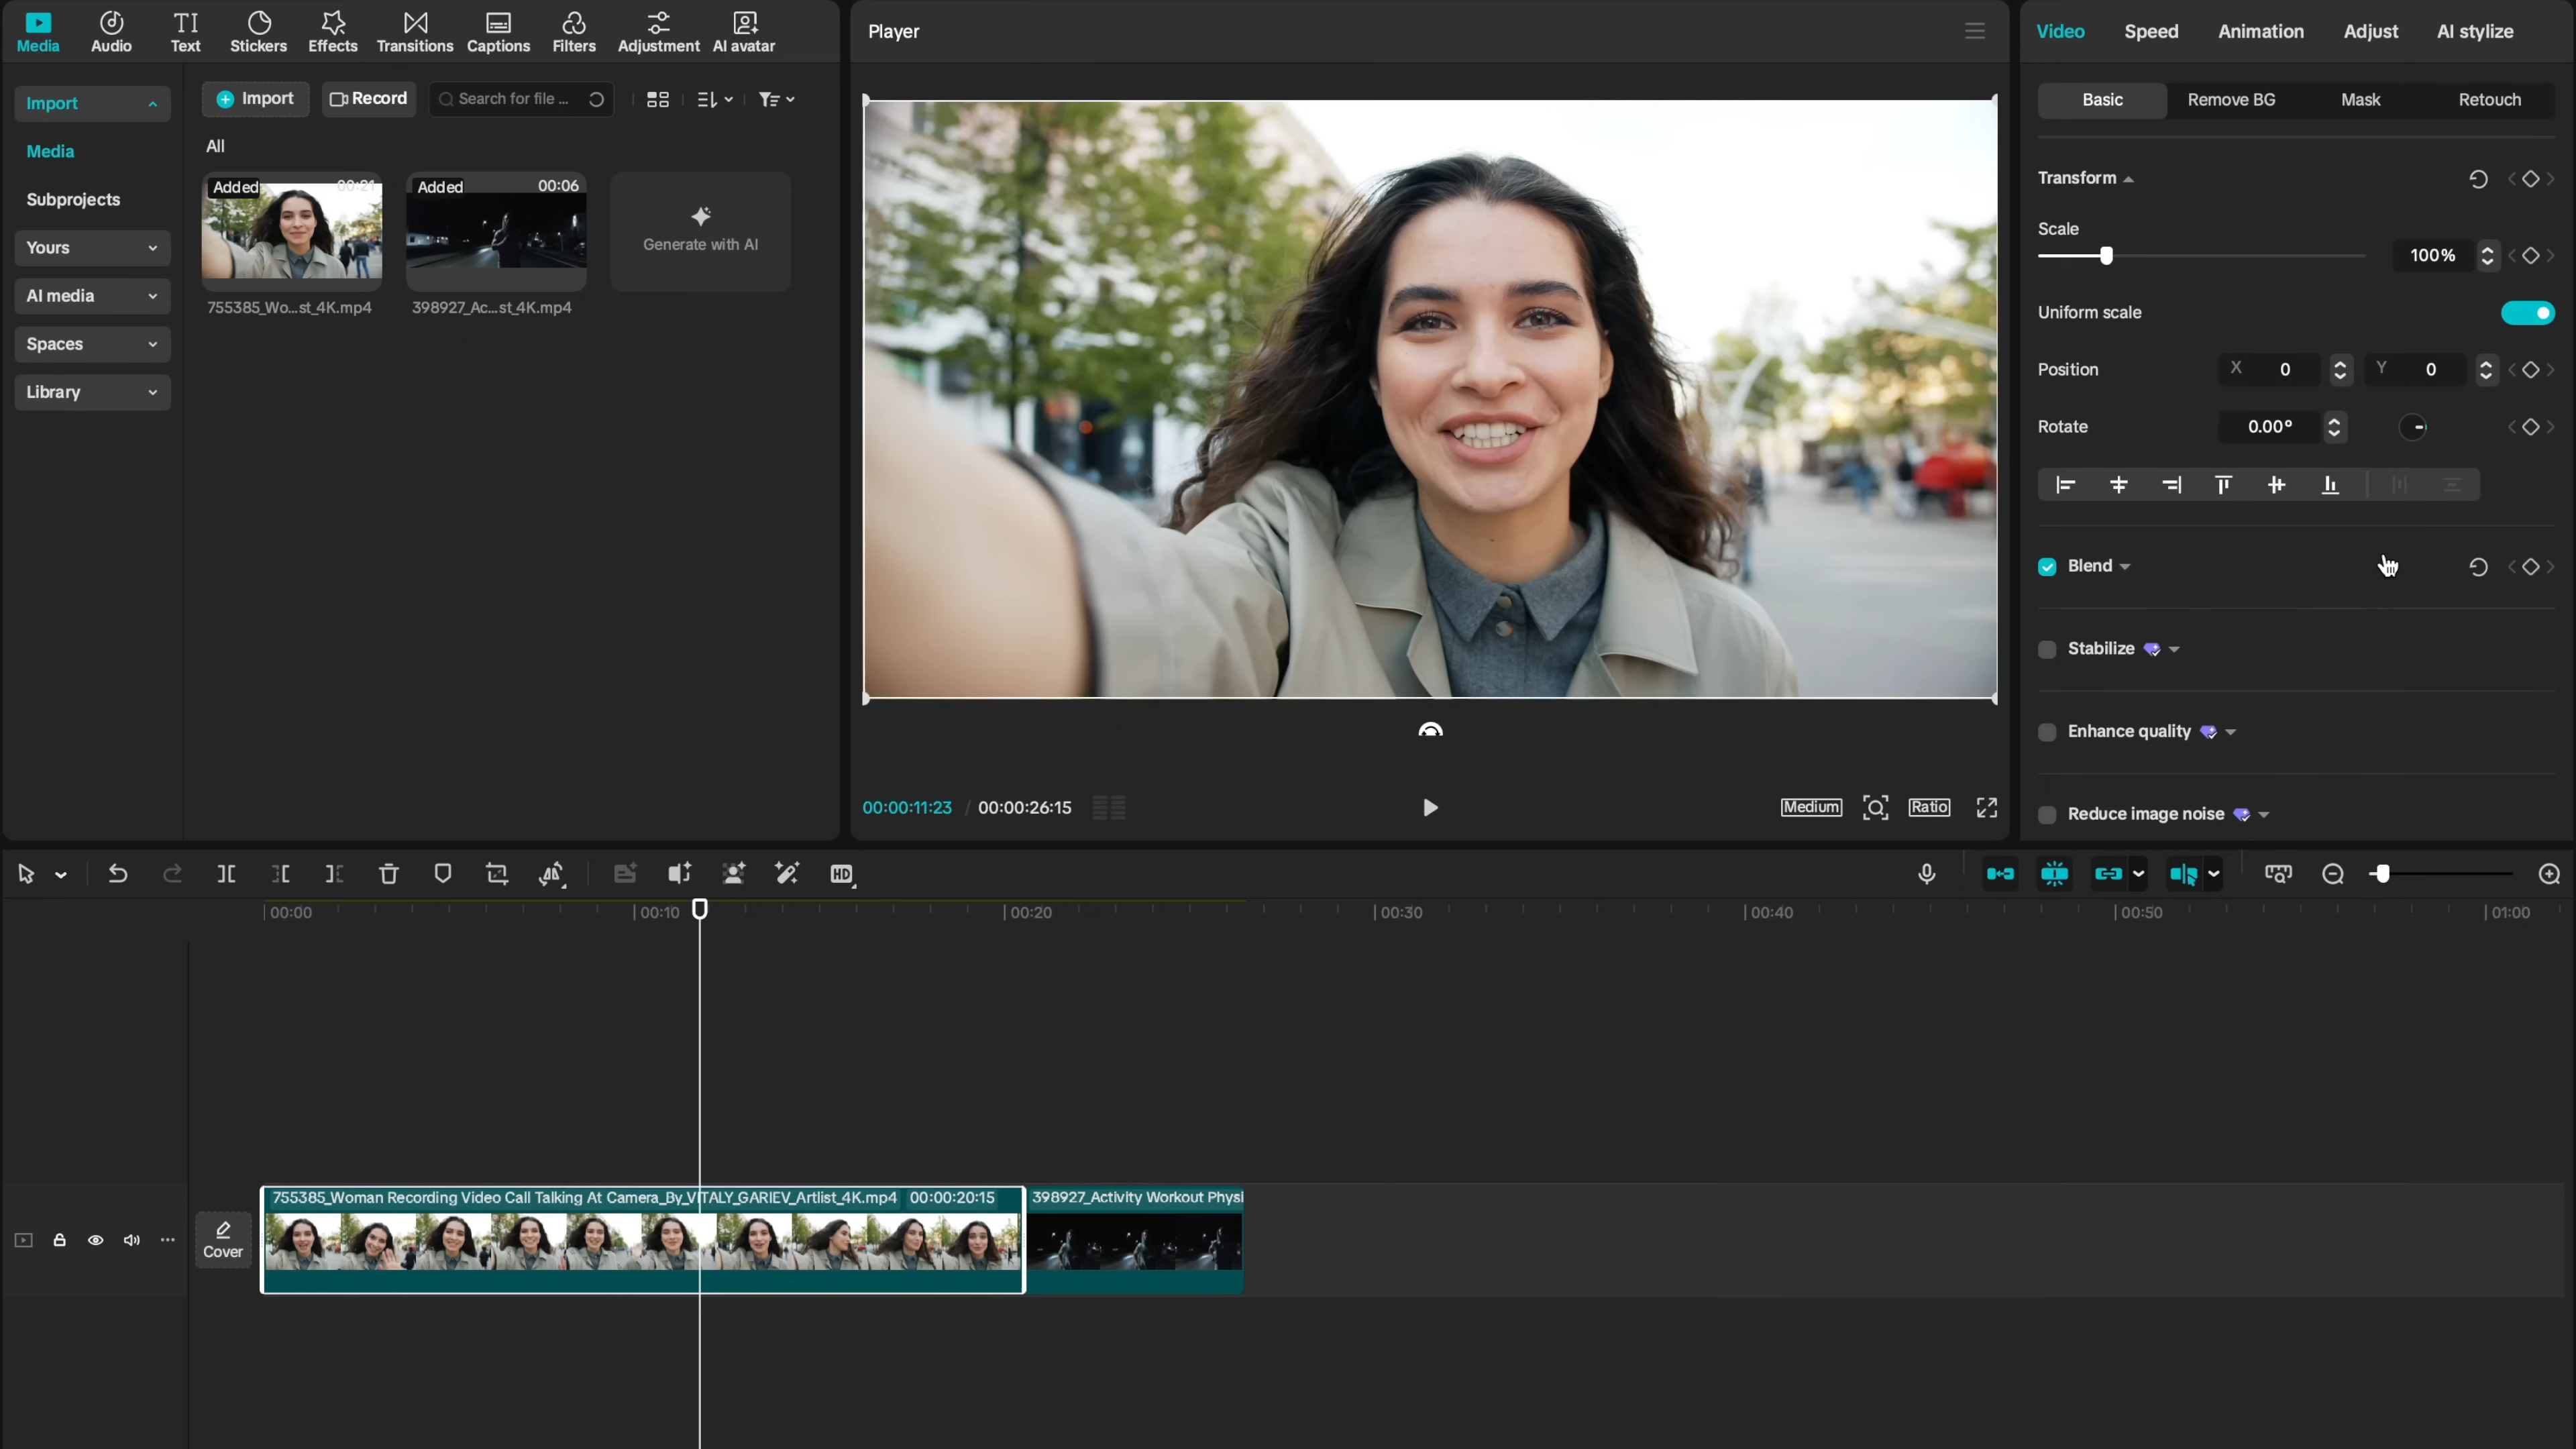 Media
Audio
Text
Stickers
Effects
Transitions
Captions
Filters
Adjustment
AI avatar
Import
Media
Subprojects
Yours
AI media
Spaces
Library
Import
Record
Search for file ...
All
Added
00:21
755385_Wo...st_4K.mp4
Added
00:06
398927_Ac...st_4K.mp4
Generate with AI
Player
00:00:11:23 / 00:00:26:15
Medium
Ratio
Video
Speed
Animation
Adjust
AI stylize
Basic
Remove BG
Mask
Retouch
Transform
Scale
100%
Uniform scale
Position
X 0
Y 0
Rotate
0.00°
Blend
Stabilize
Enhance quality
Reduce image noise
HD
00:00
00:10
00:20
00:30
00:40
00:50
01:00
Cover
755385_Woman Recording Video Call Talking At Camera_By_VITALY_GARIEV_Artlist_4K.mp4 00:00:20:15
398927_Activity Workout Physi